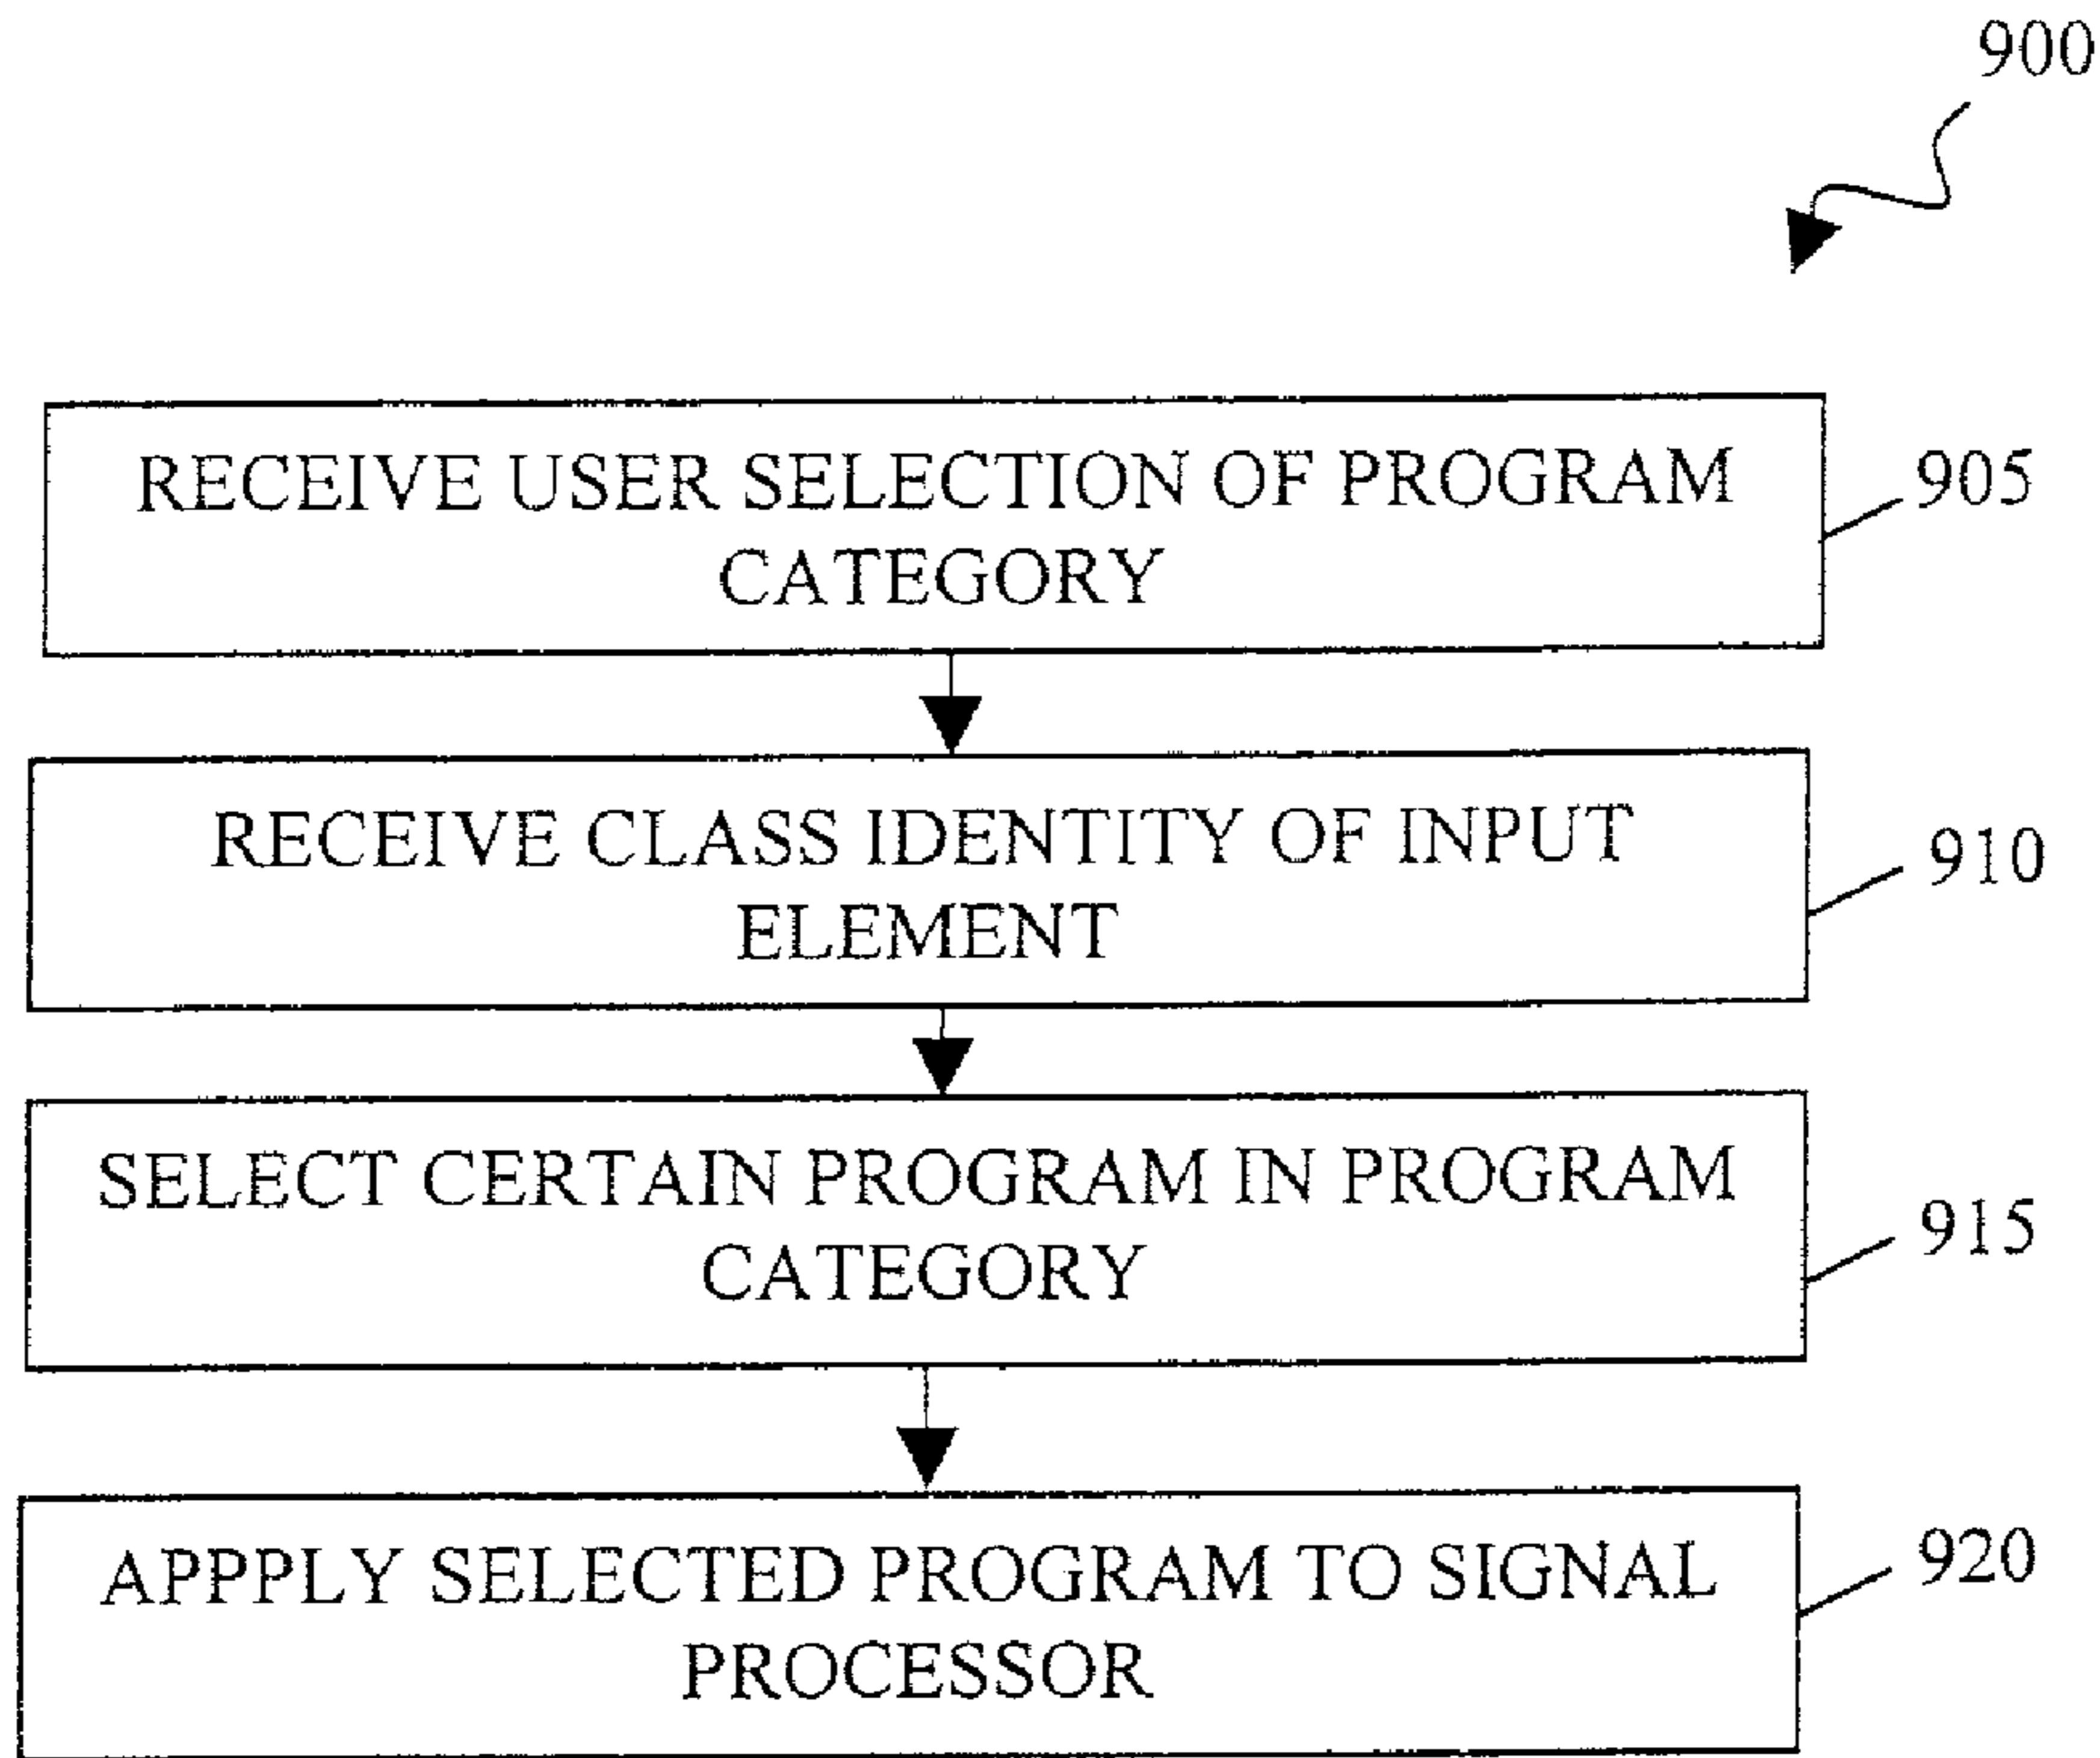 900
RECEIVE USER SELECTION OF PROGRAM
CATEGORY
905
RECEIVE CLASS IDENTITY OF INPUT
ELEMENT
910
SELECT CERTAIN PROGRAM IN PROGRAM
CATEGORY
915
APPPLY SELECTED PROGRAM TO SIGNAL
PROCESSOR
920